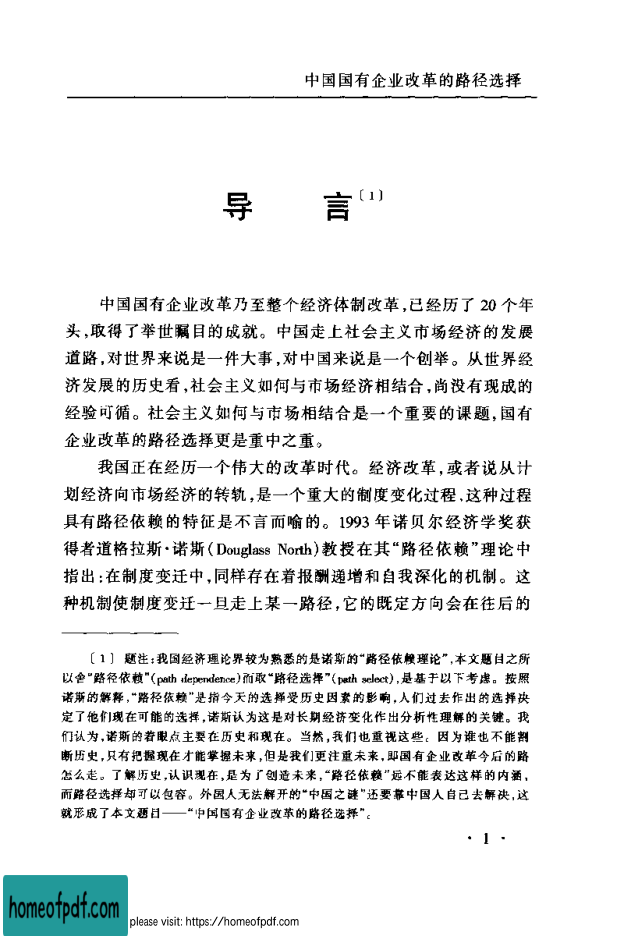 中国国有企业改革的路径选择
导 言〔1〕
中国国有企业改革乃至整个经济体制改革,已经历了 20 个年
头,取得了举世瞩目的成就。中国走上社会主义市场经济的发展
道路,对世界来说是一件大事,对中国来说是一个创举。从世界经
济发展的历史看,社会主义如何与市场经济相结合,尚没有现成的
经验可循。社会主义如何与市场相结合是一个重要的课题,国有
企业改革的路径选择更是重中之重。
我国正在经历一个伟大的改革时代。经济改革,或者说从计
划经济向市场经济的转轨,是一个重大的制度变化过程,这种过程
具有路径依赖的特征是不言而喻的。1993 年诺贝尔经济学奖获
得者道格拉斯·诺斯(Douglass North)教授在其“路径依赖”理论中
指出:在制度变迁中,同样存在着报酬递增和自我深化的机制。这
种机制使制度变迁一旦走上某一路径,它的既定方向会在往后的
〔1〕 题注:我国经济理论界较为熟悉的是诺斯的“路径依赖理论”,本文题目之所
以舍“路径依赖”(path dependence)而取“路径选择”(path select),是基于以下考虑。按照
诺斯的解释,“路径依赖”是指今天的选择受历史因素的影响,人们过去作出的选择决
定了他们现在可能的选择,诺斯认为这是对长期经济变化作出分析性理解的关键。我
们认为,诺斯的着眼点主要在历史和现在。当然,我们也重视这些。因为谁也不能割
断历史,只有把握现在才能掌握未来,但是我们更注重未来,即国有企业改革今后的路
怎么走。了解历史,认识现在,是为了创造未来,“路径依赖”远不能表达这样的内涵,
而路径选择却可以包容。外国人无法解开的“中国之谜”还要靠中国人自己去解决,这
就形成了本文题目——“中国国有企业改革的路径选择”。
· 1 ·
homeofpdf.com
please visit: https://homeofpdf.com